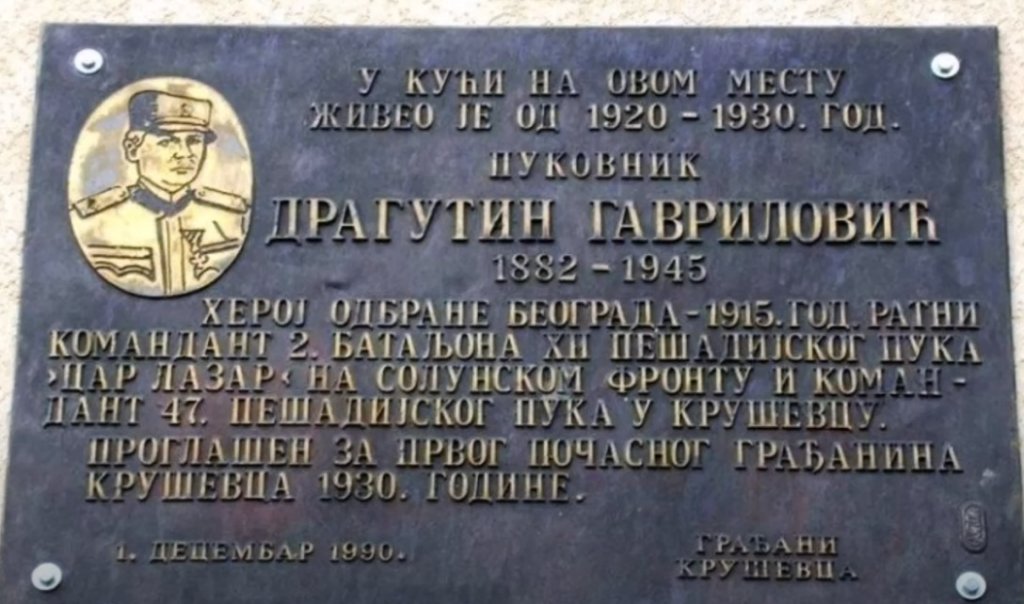 У КУЋИ НА ОВОМ МЕСТУ
ЖИВЕО ЈЕ ОД 1920 – 1930. ГОД.
ПУКОВНИК
ДРАГУТИН ГАВРИЛОВИЋ
1882 – 1945
ХЕРОЈ ОДБРАНЕ БЕОГРАДА – 1915. ГОД. РАТНИ
КОМАНДАНТ 2. БАТАЉОНА XII ПЕШАДИЈСКОГ ПУКА
›ЦАР ЛАЗАР‹ НА СОЛУНСКОМ ФРОНТУ И КОМАН-
ДАНТ 47. ПЕШАДИЈСКОГ ПУКА У КРУШЕВЦУ.
ПРОГЛАШЕН ЗА ПРВОГ ПОЧАСНОГ ГРАЂАНИНА
КРУШЕВЦА 1930. ГОДИНЕ.
1. ДЕЦЕМБАР 1990.
ГРАЂАНИ
КРУШЕВЦА